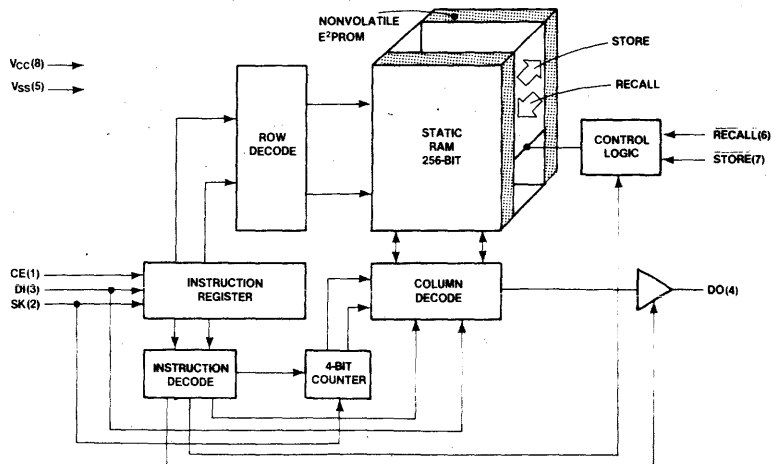 NONVOLATILE
E²PROM
STORE
RECALL
VCC(8)
VSS(5)
ROW
DECODE
STATIC
RAM
256-BIT
CONTROL
LOGIC
RECALL(6)
STORE(7)
CE(1)
DI(3)
SK(2)
INSTRUCTION
REGISTER
COLUMN
DECODE
DO(4)
INSTRUCTION
DECODE
4-BIT
COUNTER